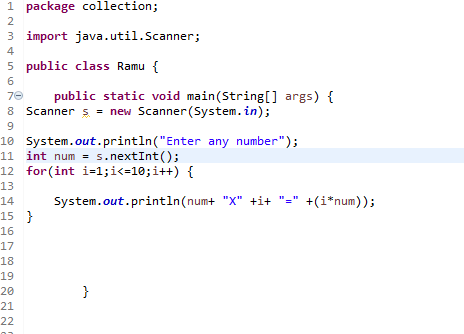 1 package collection;
2
3 import java.util.Scanner;
4
5 public class Ramu {
6
7 public static void main(String[] args) {
8 Scanner s = new Scanner(System.in);
9
10 System.out.println("Enter any number");
11 int num = s.nextInt();
12 for(int i=1;i<=10;i++) {
13
14 System.out.println(num+ "X" +i+ "=" +(i*num));
15 }
16
17
18
19
20 }
21
22